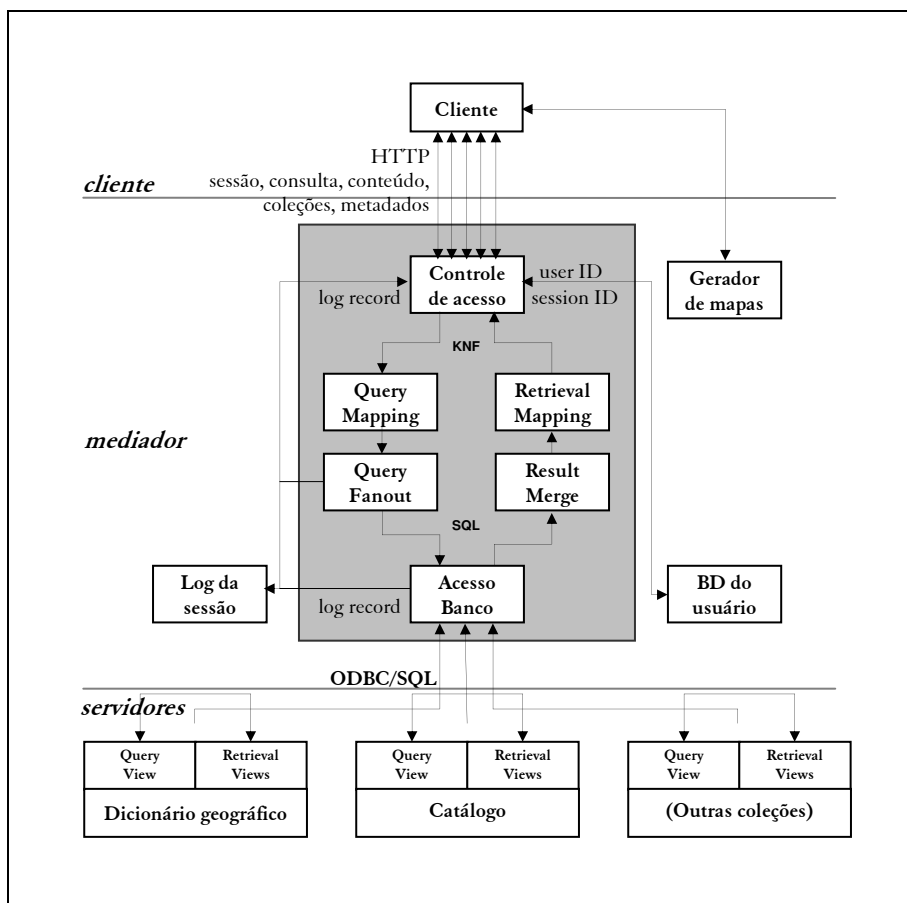 Cliente
HTTP
cliente
sessão, consulta, conteúdo,
coleções, metadados
Controle
de acesso
user ID
session ID
log record
Gerador
de mapas
KNF
Query
Mapping
Retrieval
Mapping
mediador
Query
Fanout
Result
Merge
SQL
Log da
sessão
log record
Acesso
Banco
BD do
usuário
ODBC/SQL
servidores
Query
View
Retrieval
Views
Dicionário geográfico
Query
View
Retrieval
Views
Catálogo
Query
View
Retrieval
Views
(Outras coleções)